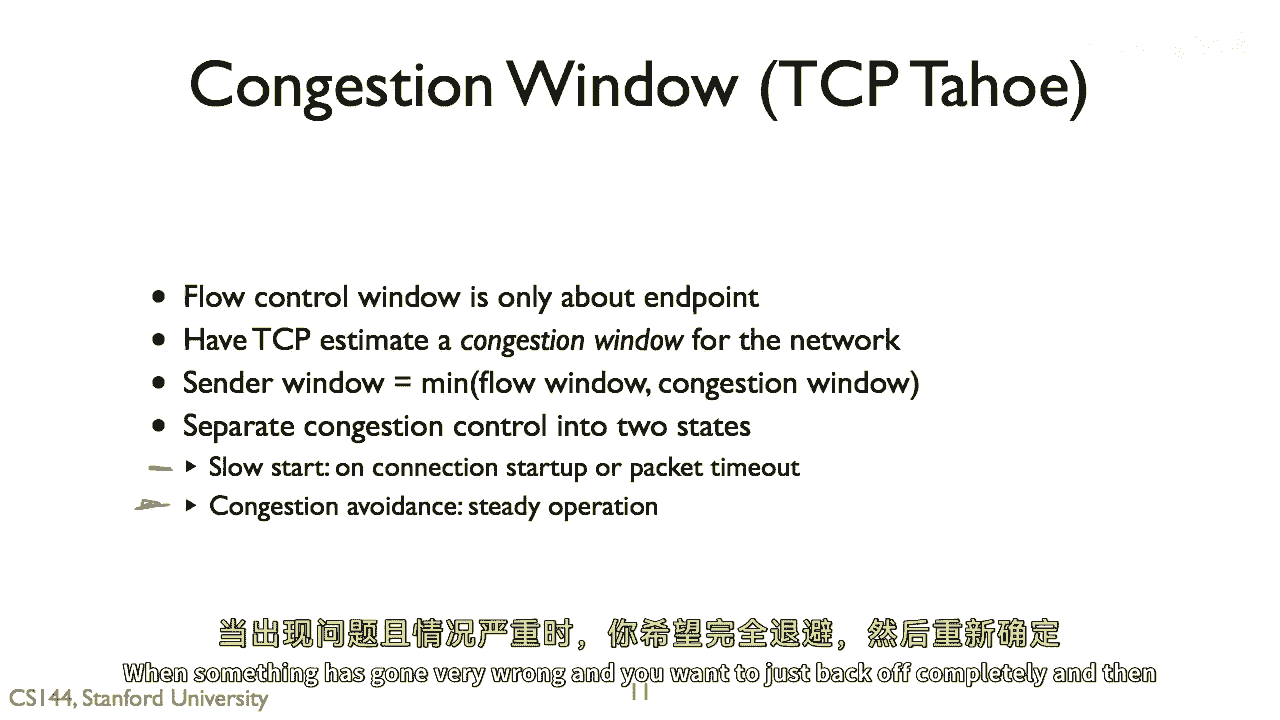 Congestion Window (TCP Tahoe)
• Flow control window is only about endpoint
• Have TCP estimate a congestion window for the network
• Sender window = min(flow window, congestion window)
• Separate congestion control into two states
‣ Slow start: on connection startup or packet timeout
‣ Congestion avoidance: steady operation
当出现问题且情况严重时，你希望完全退避，然后重新确定
When something has gone very wrong and you want to just back off completely and then
CS144, Stanford University
11